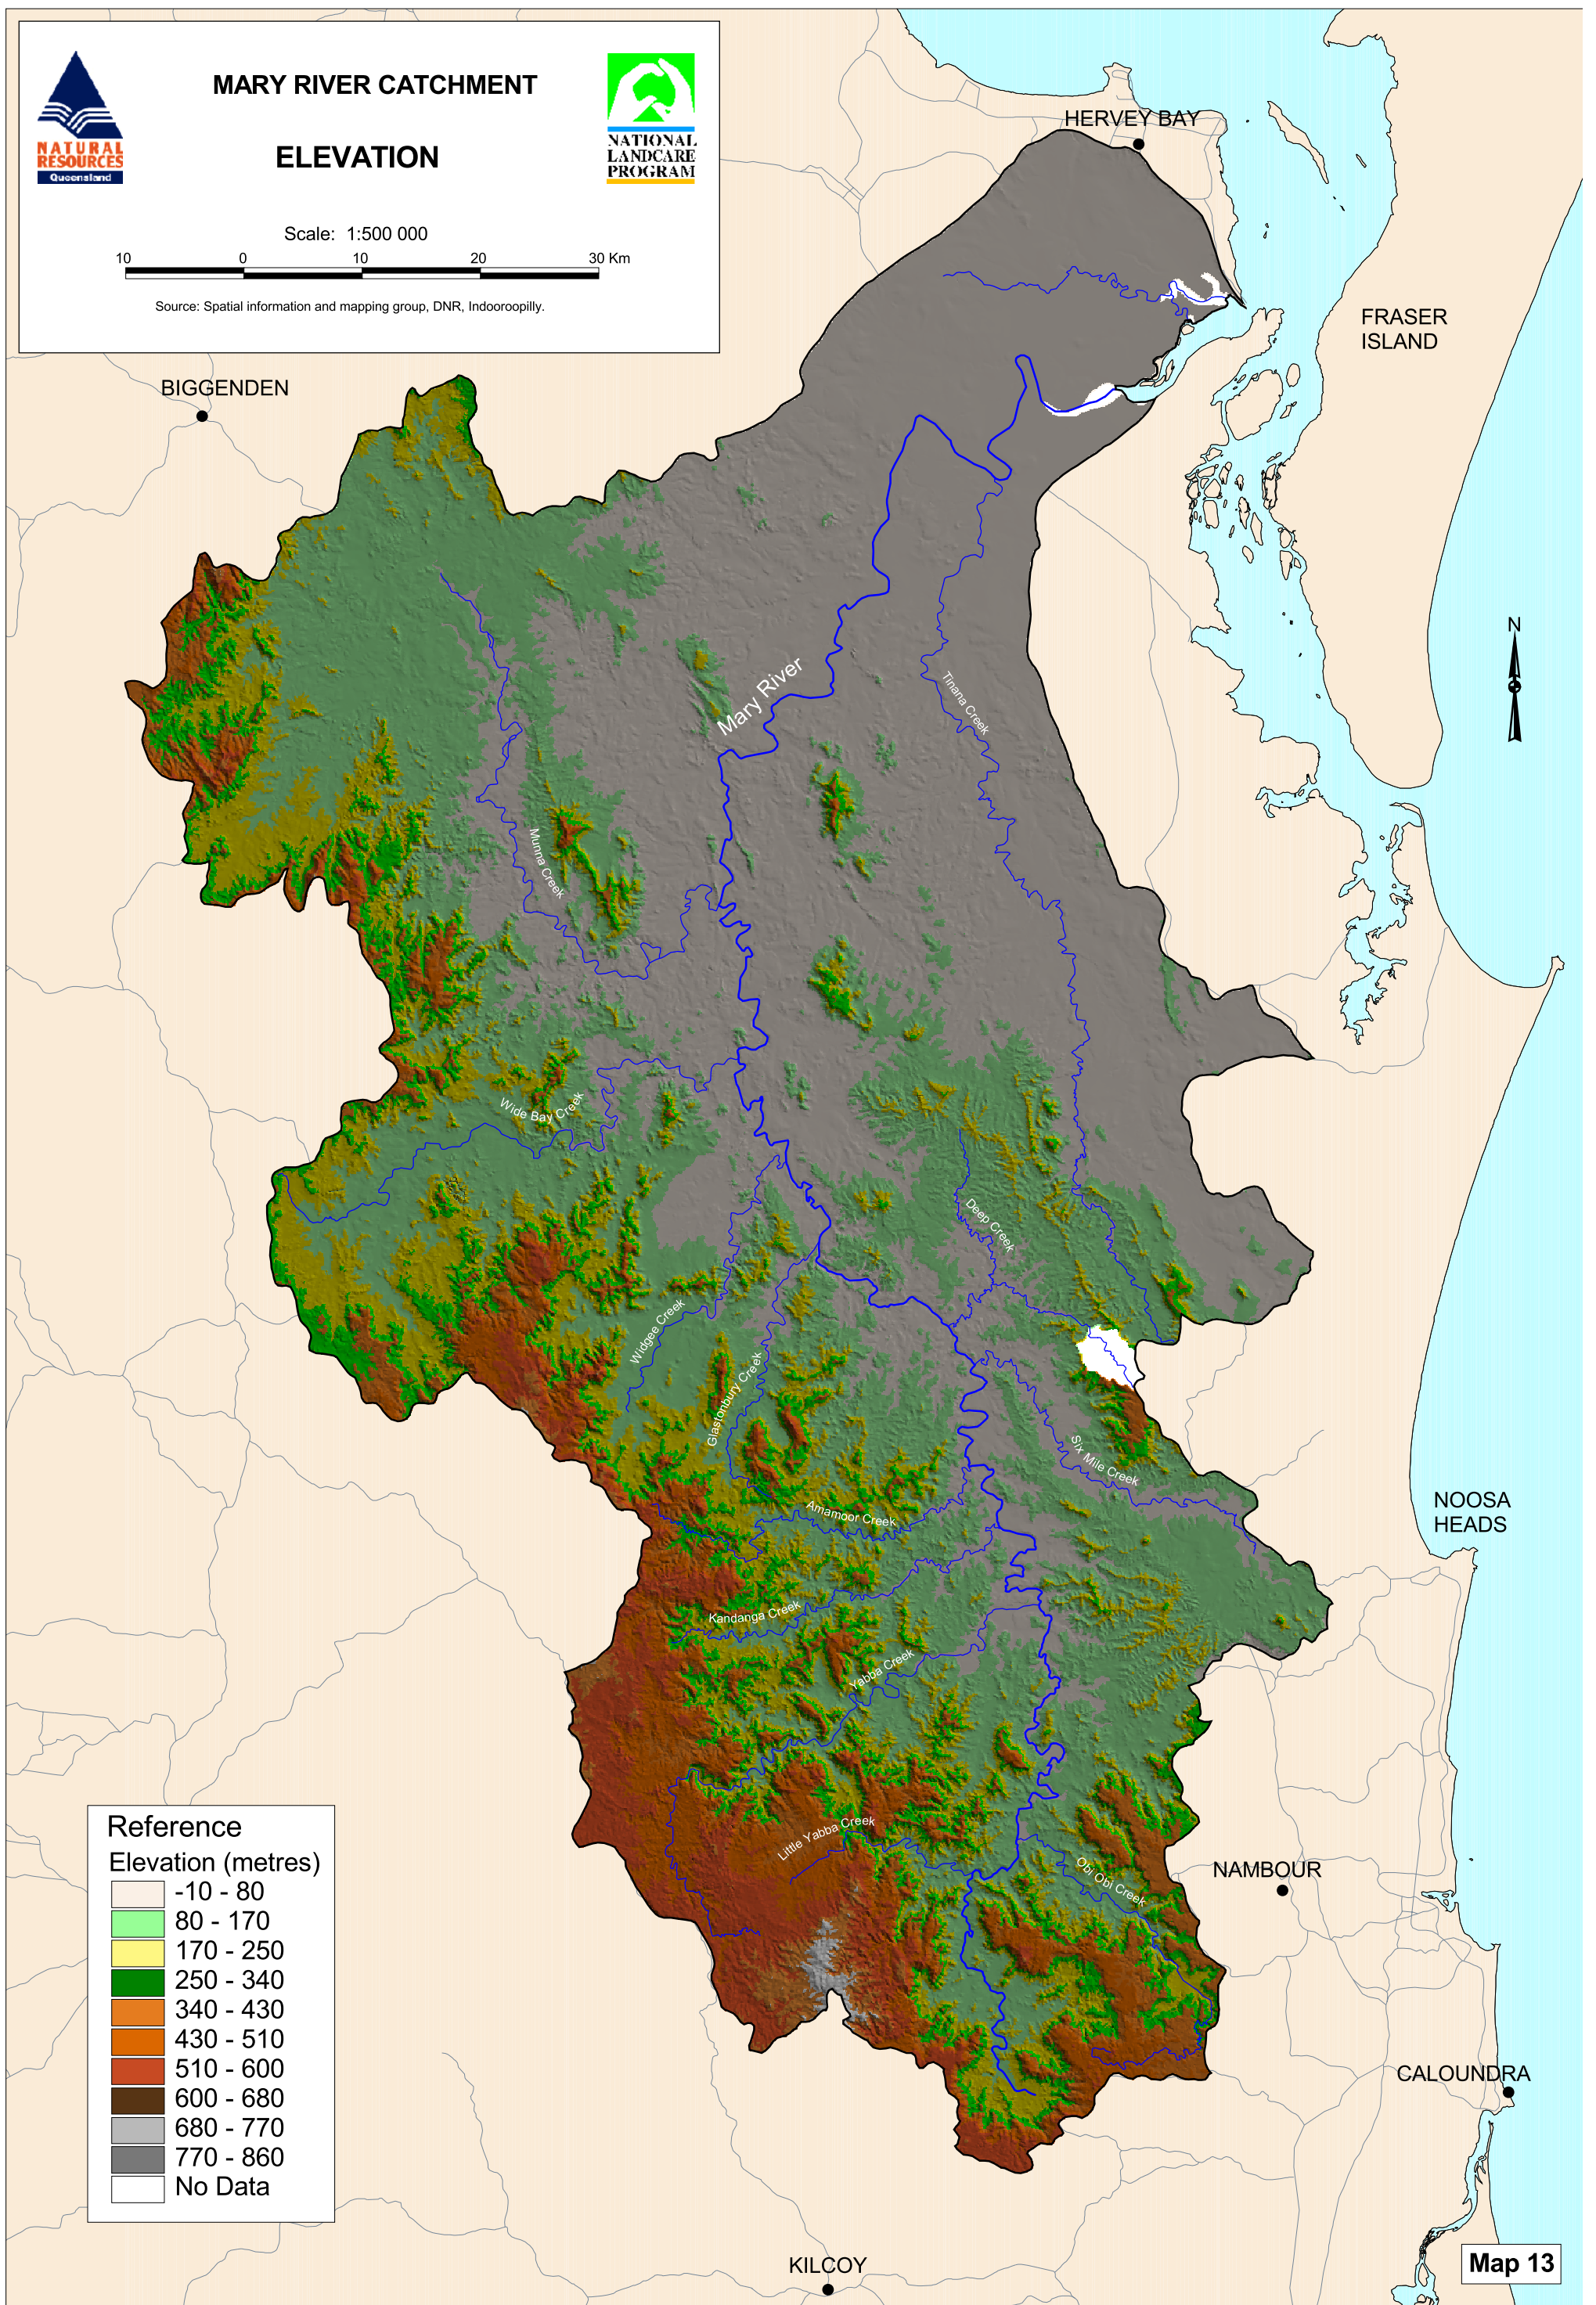 MARY RIVER CATCHMENT
ELEVATION
NATURAL
RESOURCES
Queensland
NATIONAL
LANDCARE
PROGRAM
Scale: 1:500 000
10 0 10 20 30 Km
Source: Spatial information and mapping group, DNR, Indooroopilly.
HERVEY BAY
FRASER
ISLAND
BIGGENDEN
N
Mary River
Tinana Creek
Munna Creek
Wide Bay Creek
Deep Creek
Widgee Creek
Glastonbury Creek
Six Mile Creek
Amamoor Creek
NOOSA
HEADS
Kandanga Creek
Yabba Creek
Little Yabba Creek
Obi Obi Creek
NAMBOUR
CALOUNDRA
KILCOY
Reference
Elevation (metres)
-10 - 80
80 - 170
170 - 250
250 - 340
340 - 430
430 - 510
510 - 600
600 - 680
680 - 770
770 - 860
No Data
Map 13